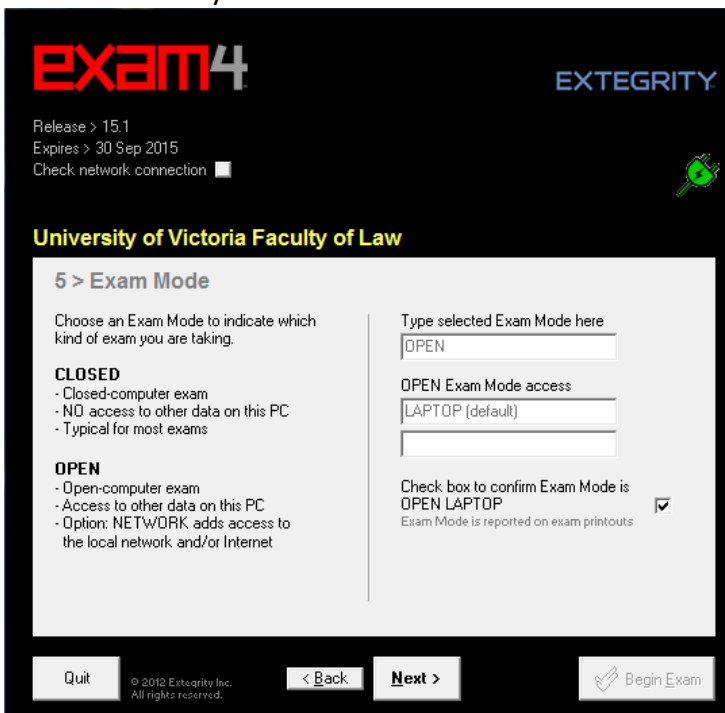 exam4
EXTEGRITY
Release > 15.1
Expires > 30 Sep 2015
Check network connection
University of Victoria Faculty of Law
5 > Exam Mode
Choose an Exam Mode to indicate which
kind of exam you are taking.
CLOSED
- Closed-computer exam
- NO access to other data on this PC
- Typical for most exams
OPEN
- Open-computer exam
- Access to other data on this PC
- Option: NETWORK adds access to
the local network and/or Internet
Type selected Exam Mode here
OPEN
OPEN Exam Mode access
LAPTOP (default)
Check box to confirm Exam Mode is
OPEN LAPTOP
Exam Mode is reported on exam printouts
Quit
© 2012 Extegrity Inc.
All rights reserved.
< Back
Next >
Begin Exam